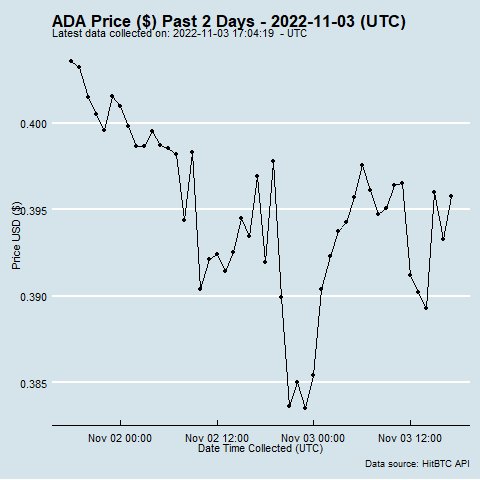 ADA Price ($) Past 2 Days - 2022-11-03 (UTC)
Latest data collected on: 2022-11-03 17:04:19  - UTC
0.400
0.395
0.390
0.385
Price USD ($)
Nov 02 00:00 Nov 02 12:00 Nov 03 00:00 Nov 03 12:00
Date Time Collected (UTC)
Data source: HitBTC API